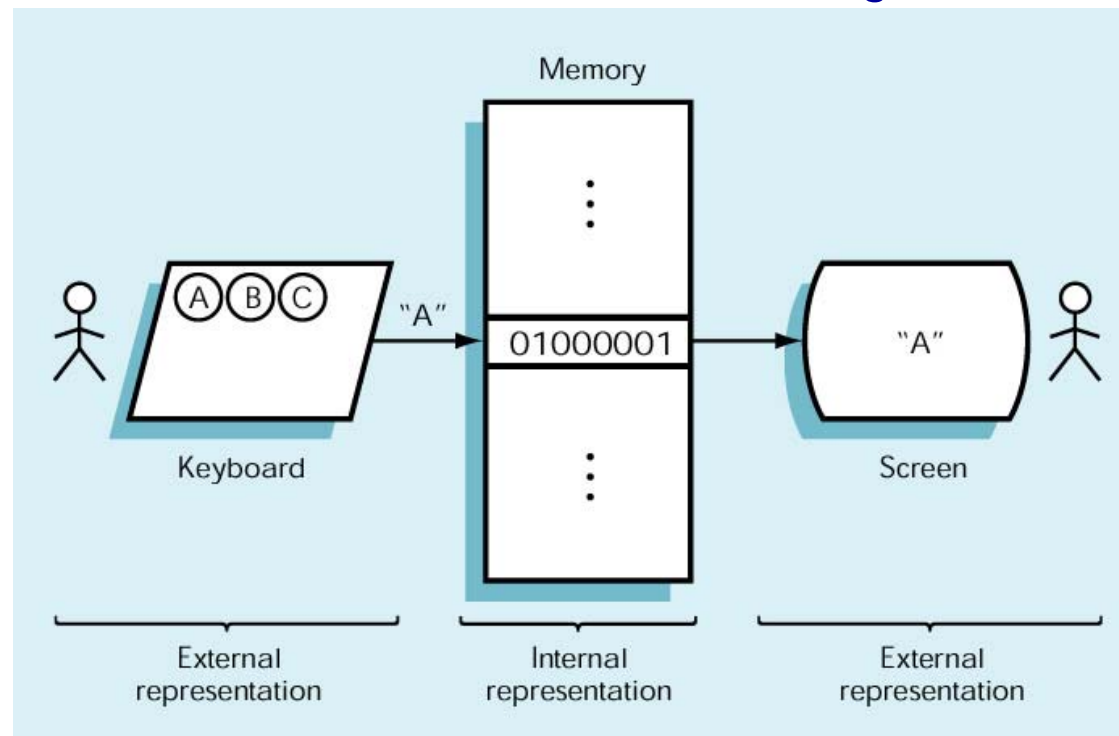 Memory
A B C
“A”
01000001
“A”
Keyboard
Screen
External
representation
Internal
representation
External
representation